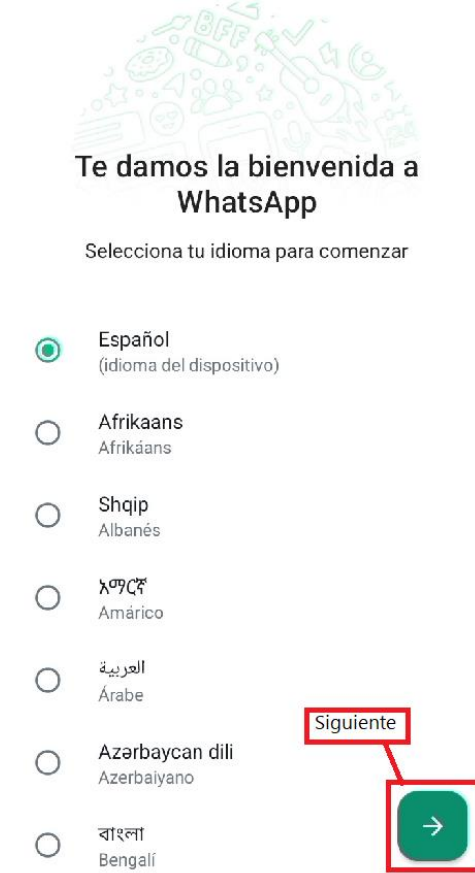 BFF
Te damos la bienvenida a
WhatsApp
Selecciona tu idioma para comenzar
Español
(idioma del dispositivo)
Afrikaans
Afrikáans
Shqip
Albanés
አማርኛ
Amárico
العربية
Árabe
Siguiente
Azərbaycan dili
Azerbaiyano
বাংলা
Bengalí